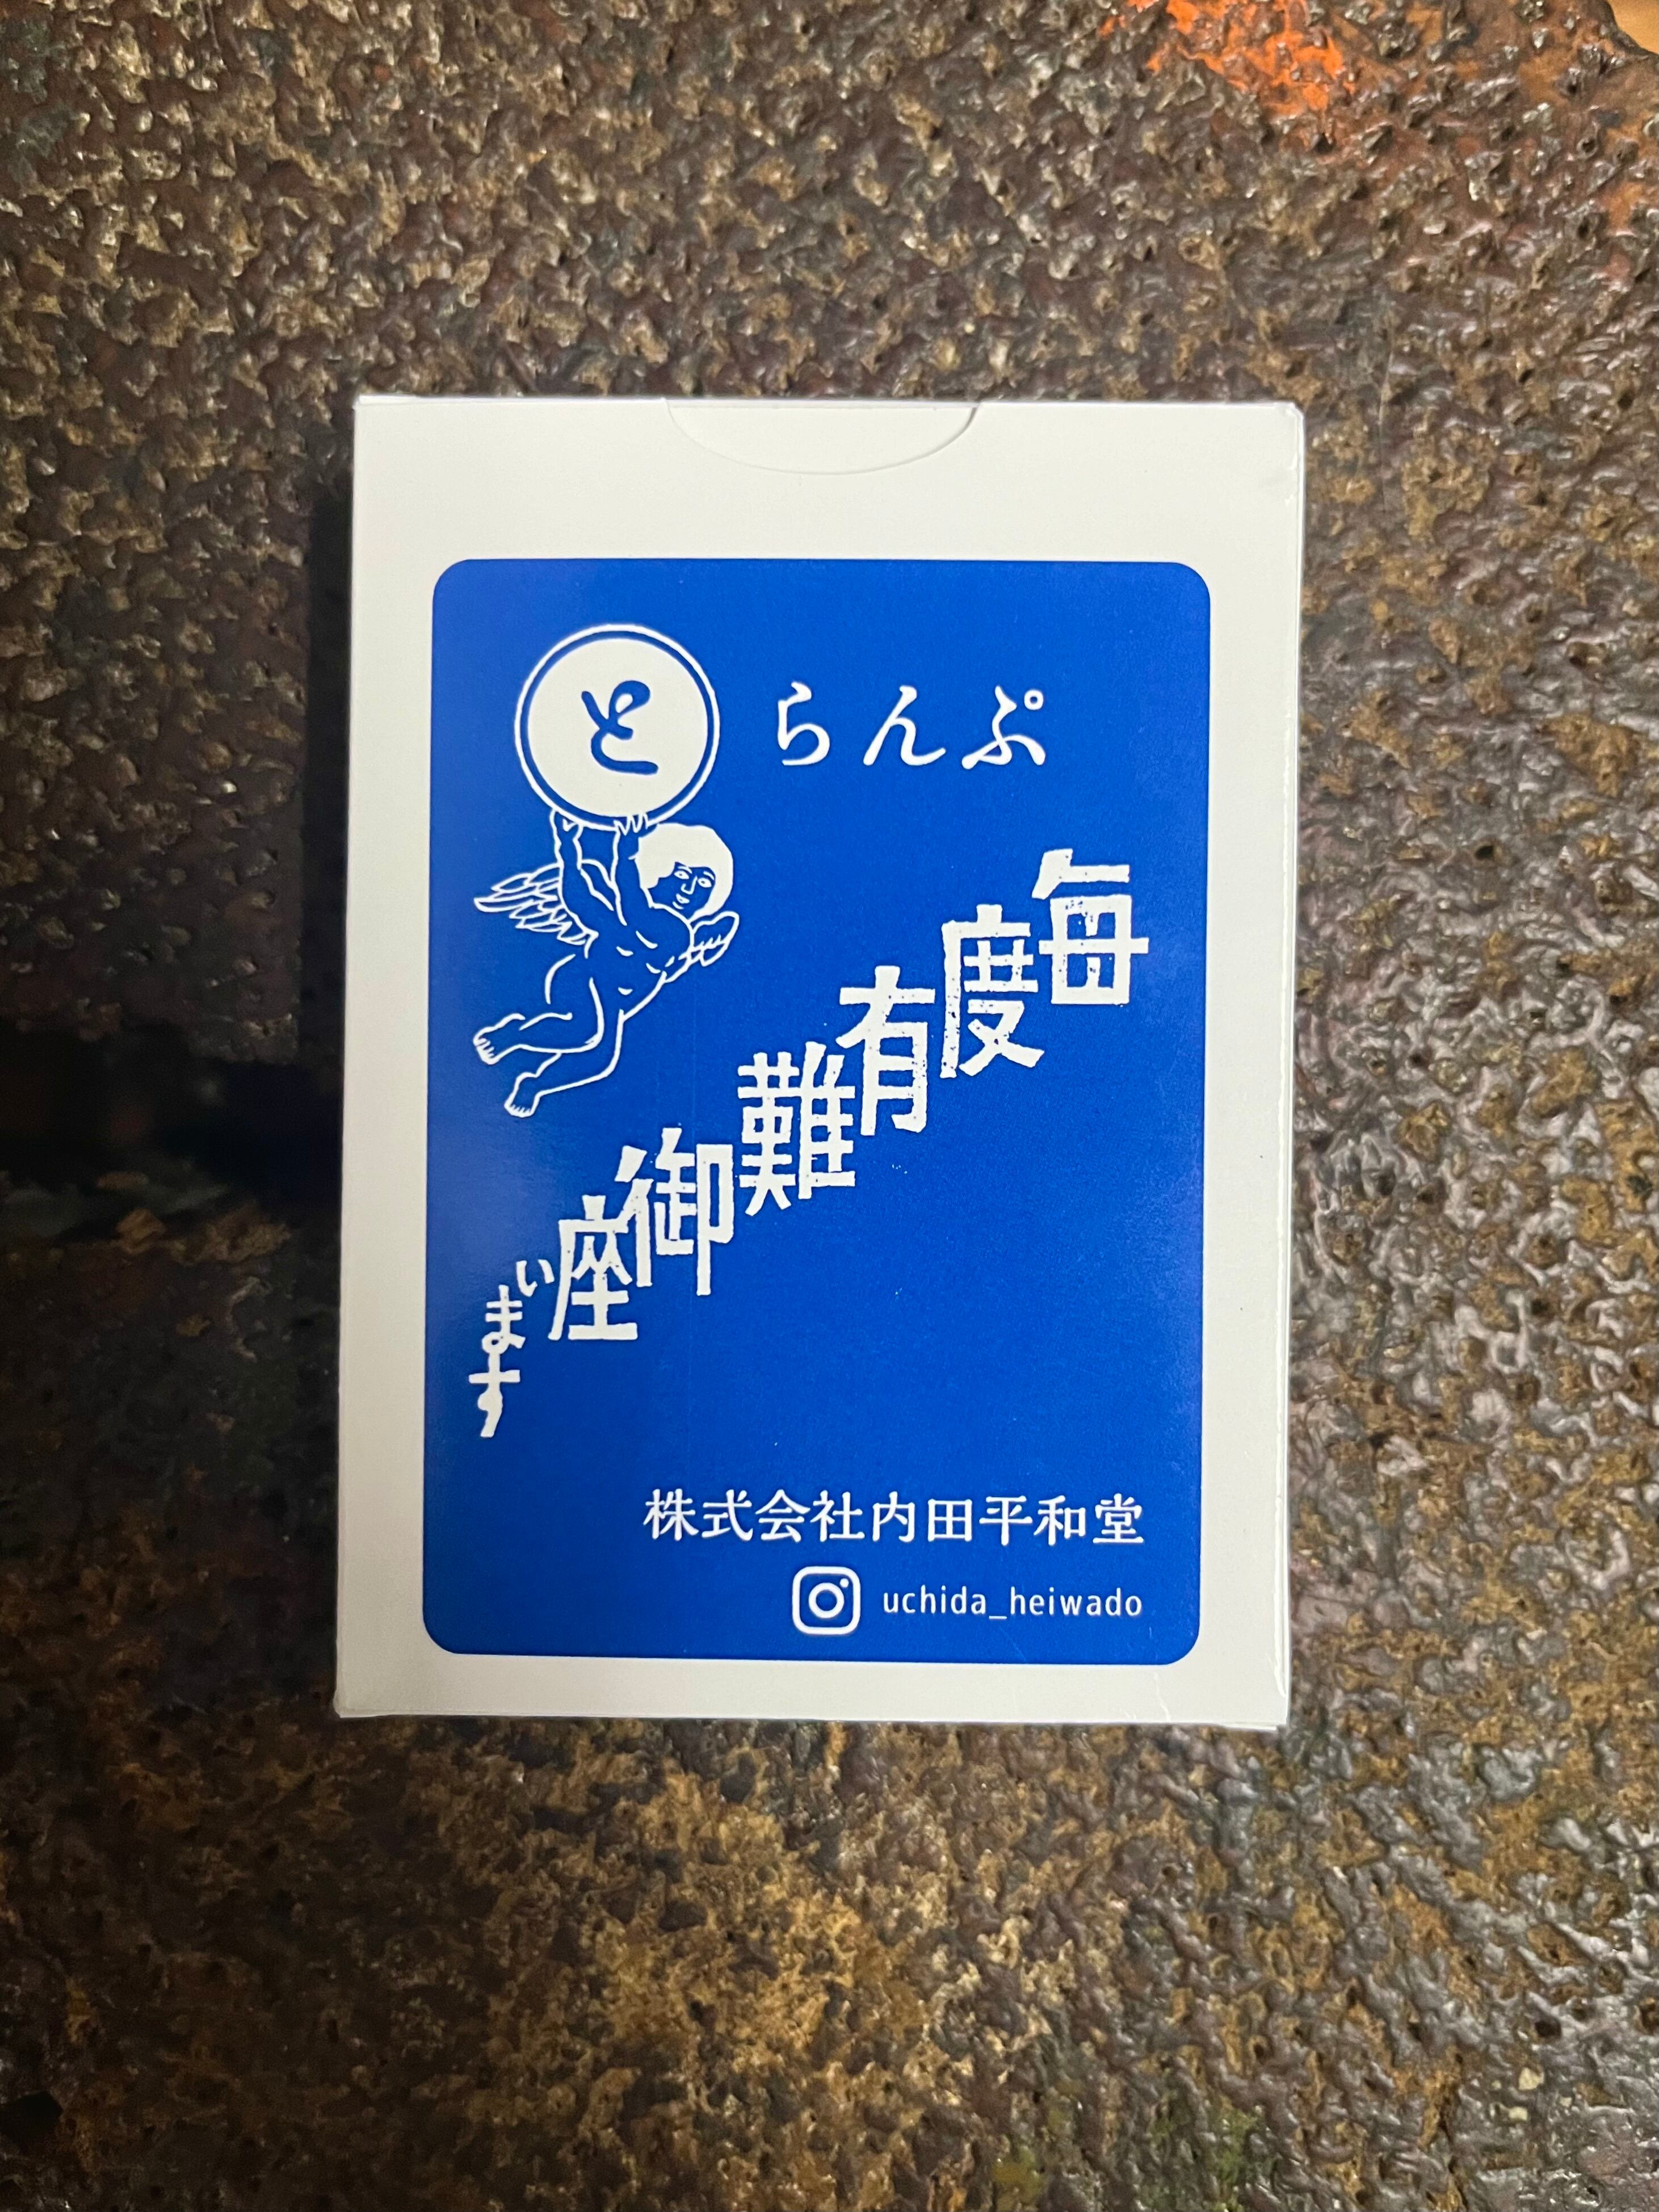 とらんぷ
毎度有難御座います
株式会社内田平和堂
uchida_heiwado